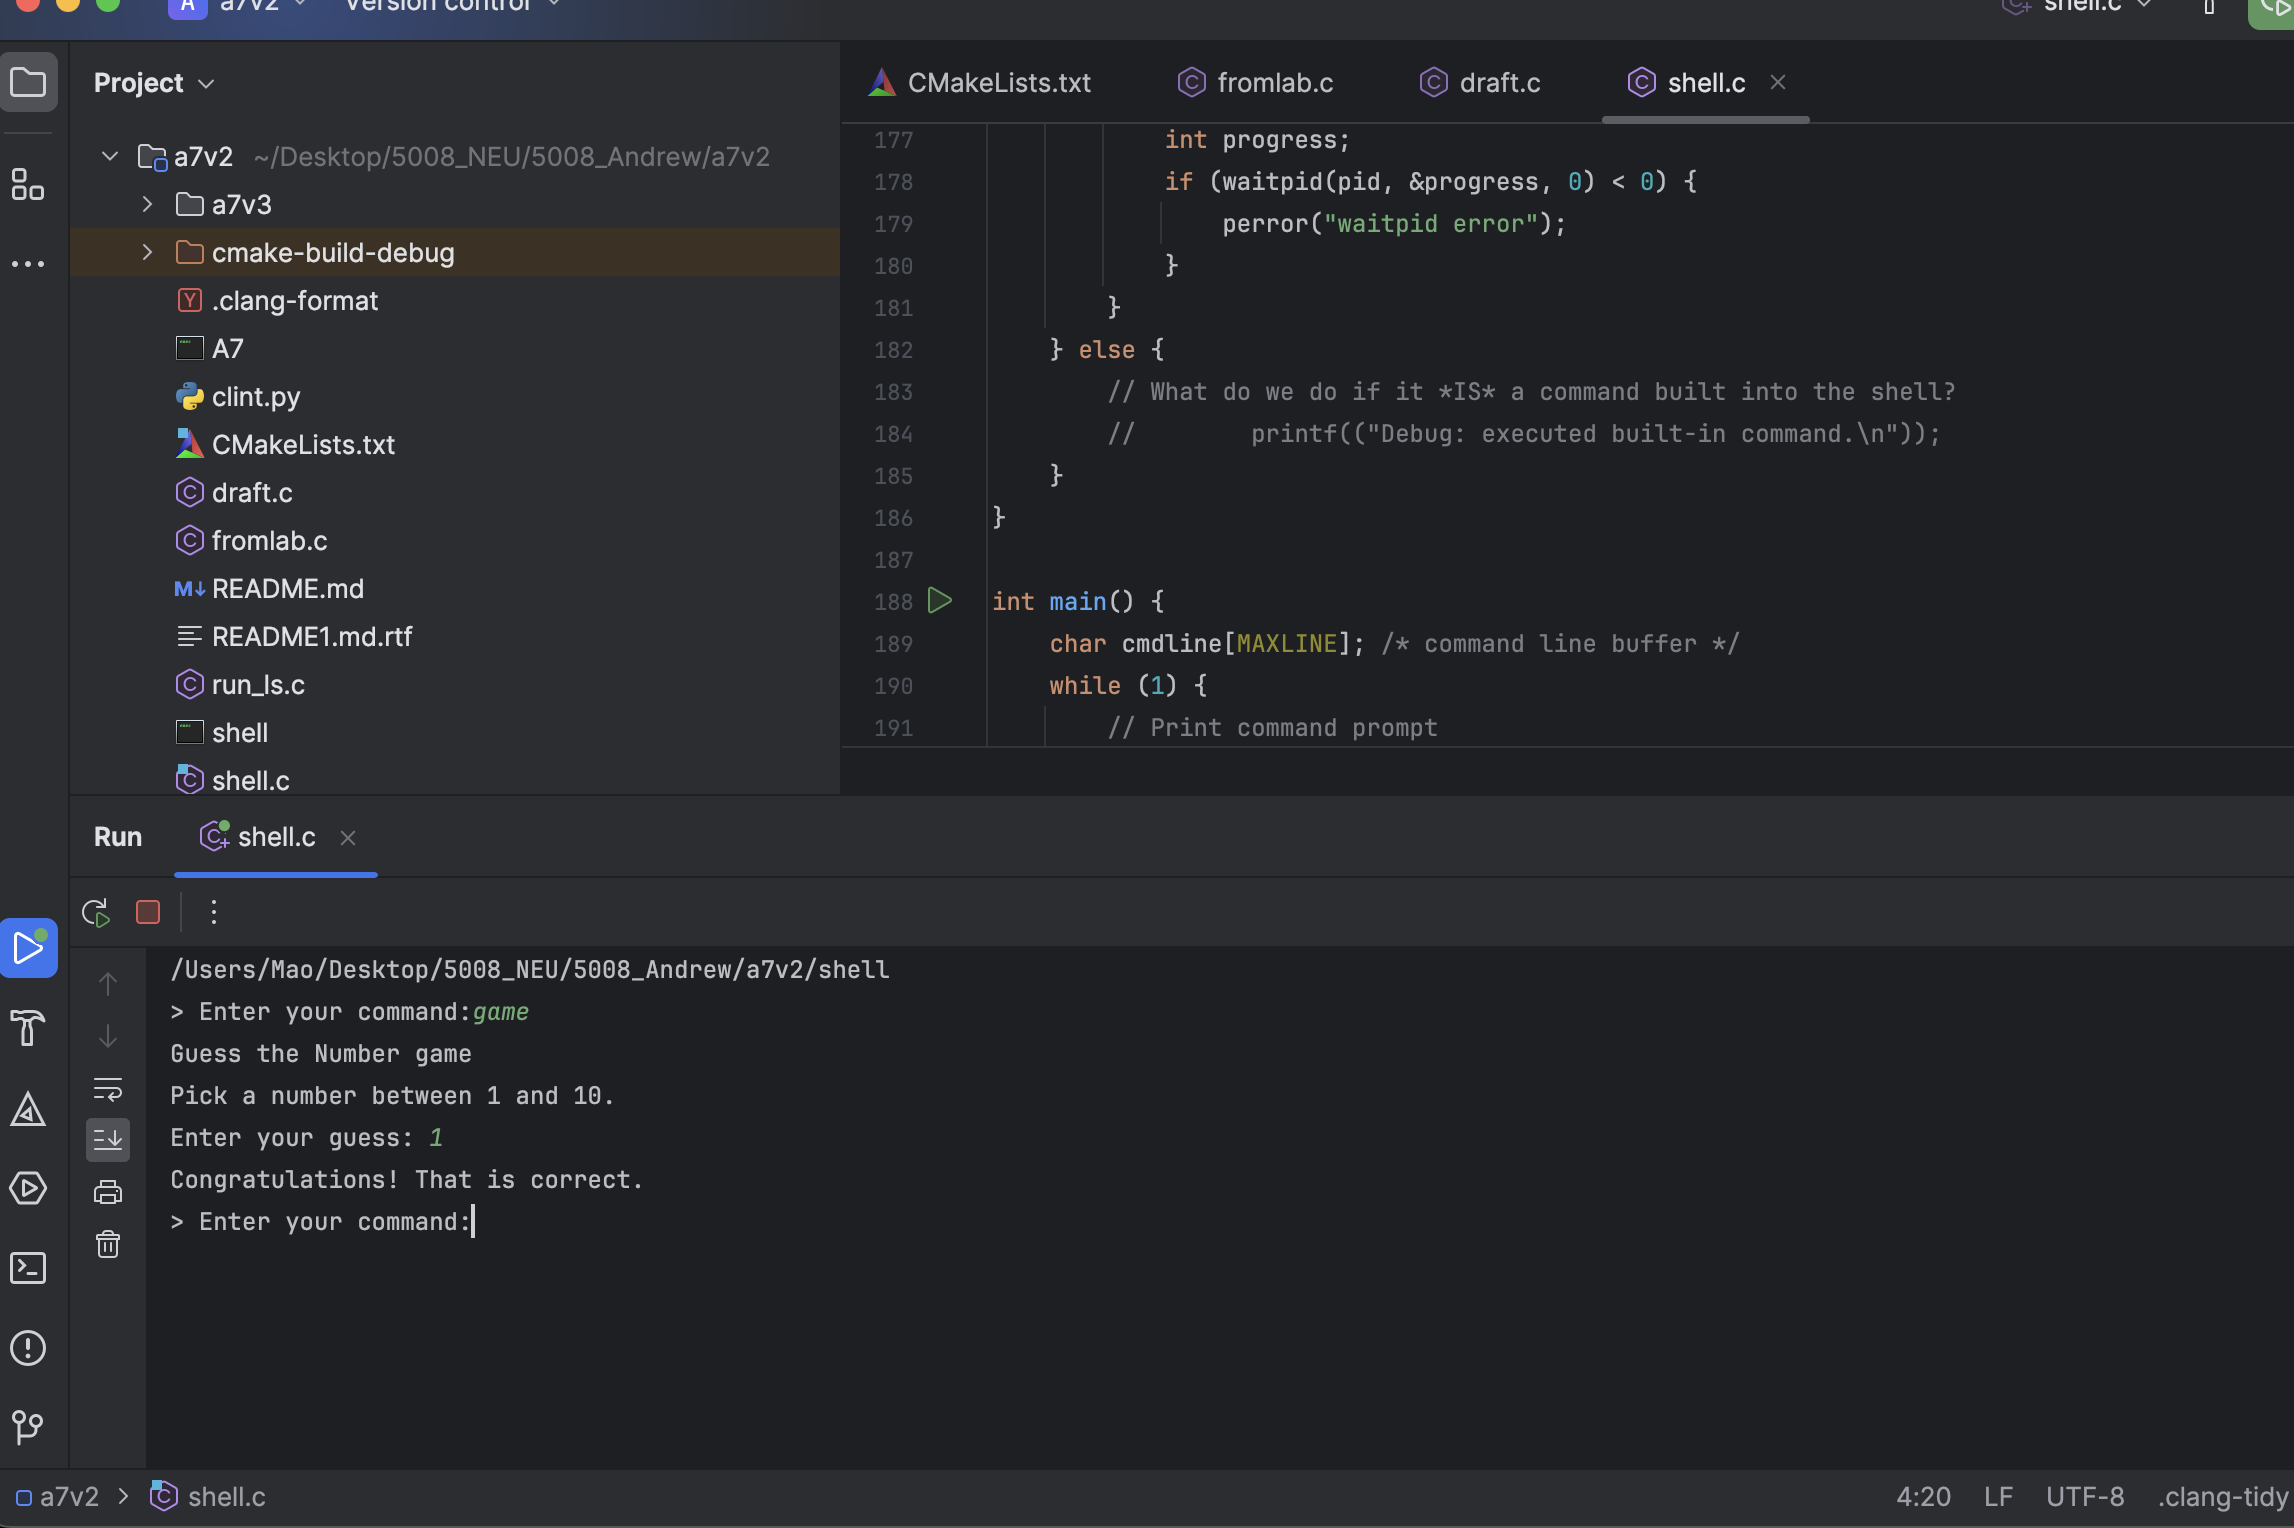 A a7v2 Version control shell.c
Project
a7v2 ~/Desktop/5008_NEU/5008_Andrew/a7v2
a7v3
cmake-build-debug
.clang-format
A7
clint.py
CMakeLists.txt
draft.c
fromlab.c
README.md
README1.md.rtf
run_ls.c
shell
shell.c
CMakeLists.txt fromlab.c draft.c shell.c
177 int progress;
178 if (waitpid(pid, &progress, 0) < 0) {
179 perror("waitpid error");
180 }
181 }
182 } else {
183 // What do we do if it *IS* a command built into the shell?
184 //        printf(("Debug: executed built-in command.\n"));
185 }
186 }
187
188 int main() {
189 char cmdline[MAXLINE]; /* command line buffer */
190 while (1) {
191 // Print command prompt
Run shell.c
/Users/Mao/Desktop/5008_NEU/5008_Andrew/a7v2/shell
> Enter your command:game
Guess the Number game
Pick a number between 1 and 10.
Enter your guess: 1
Congratulations! That is correct.
> Enter your command:
a7v2 > shell.c 4:20 LF UTF-8 .clang-tidy